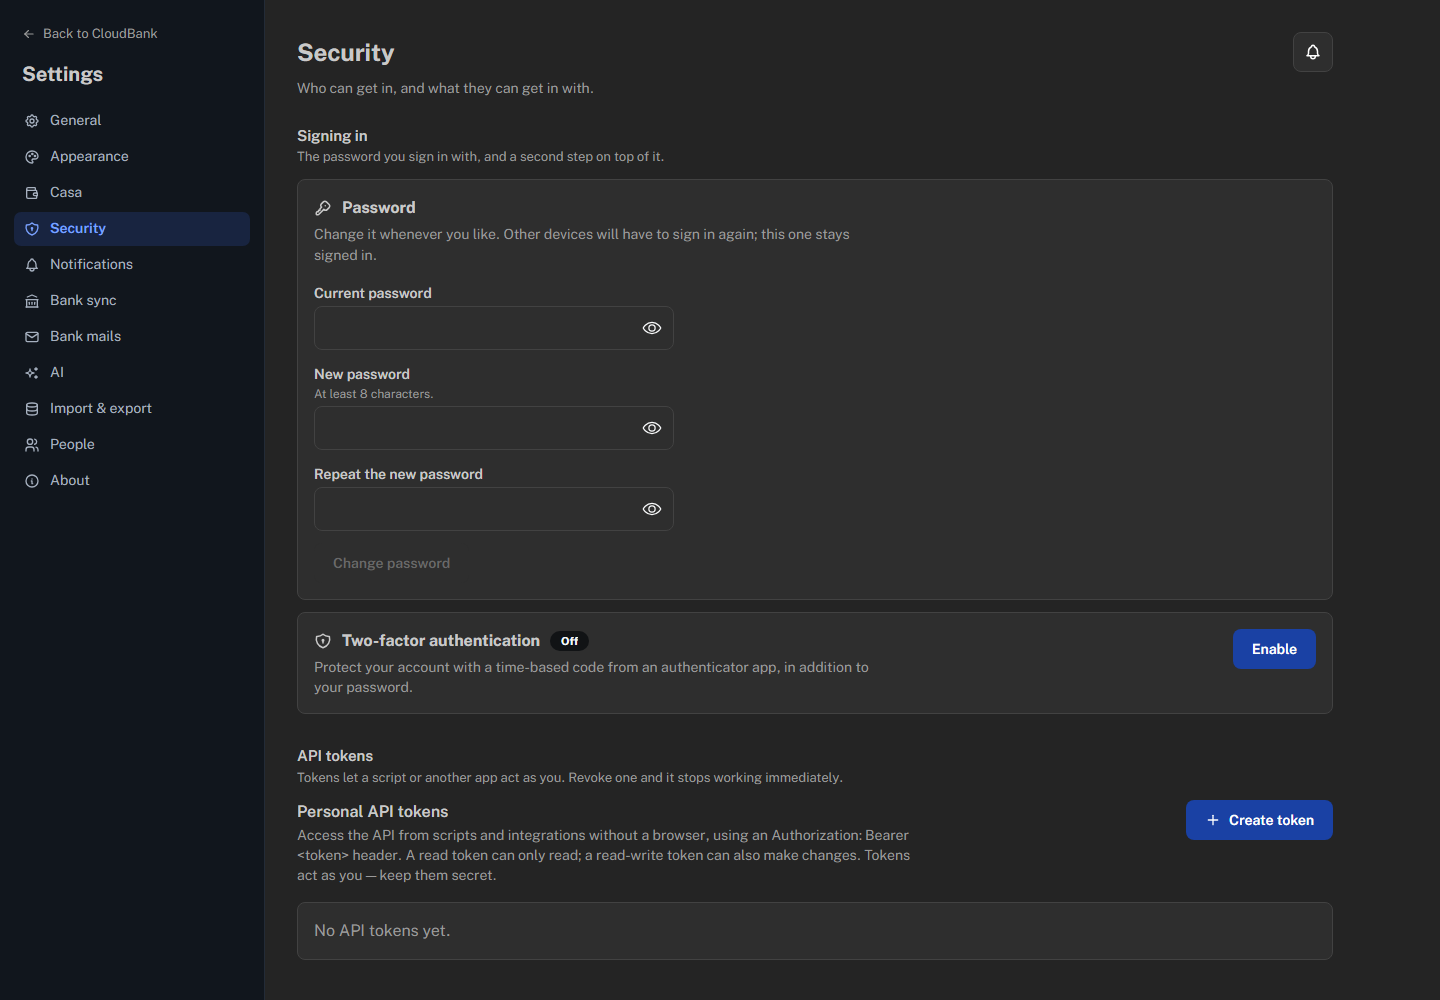 Back to CloudBank
Settings
General
Appearance
Casa
Security
Notifications
Bank sync
Bank mails
AI
Import & export
People
About
Security
Who can get in, and what they can get in with.
Signing in
The password you sign in with, and a second step on top of it.
Password
Change it whenever you like. Other devices will have to sign in again; this one stays
signed in.
Current password
New password
At least 8 characters.
Repeat the new password
Change password
Two-factor authentication Off
Protect your account with a time-based code from an authenticator app, in addition to
your password.
Enable
API tokens
Tokens let a script or another app act as you. Revoke one and it stops working immediately.
Personal API tokens
Access the API from scripts and integrations without a browser, using an Authorization: Bearer
<token> header. A read token can only read; a read-write token can also make changes. Tokens
act as you — keep them secret.
Create token
No API tokens yet.